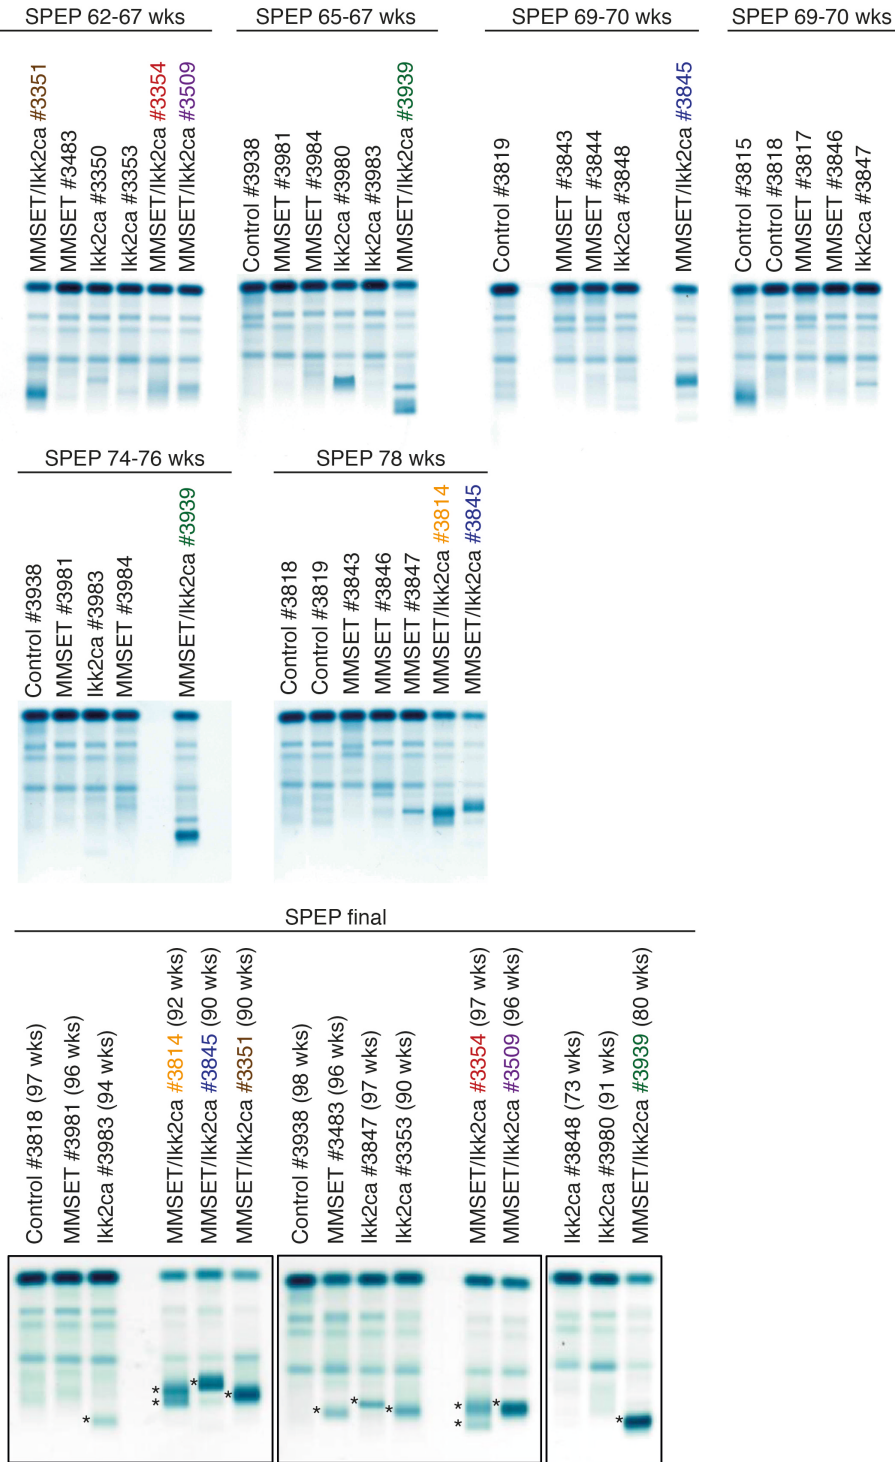 SPEP 62-67 wks
MMSET/Ikk2ca #3351
MMSET #3483
Ikk2ca #3350
Ikk2ca #3353
MMSET/Ikk2ca #3354
MMSET/Ikk2ca #3509
SPEP 65-67 wks
Control #3938
MMSET #3981
MMSET #3984
Ikk2ca #3980
Ikk2ca #3983
MMSET/Ikk2ca #3939
SPEP 69-70 wks
Control #3819
MMSET #3843
MMSET #3844
Ikk2ca #3848
MMSET/Ikk2ca #3845
SPEP 69-70 wks
Control #3815
Control #3818
MMSET #3817
MMSET #3846
Ikk2ca #3847
SPEP 74-76 wks
Control #3938
MMSET #3981
Ikk2ca #3983
MMSET #3984
MMSET/Ikk2ca #3939
SPEP 78 wks
Control #3818
Control #3819
MMSET #3843
MMSET #3846
MMSET #3847
MMSET/Ikk2ca #3814
MMSET/Ikk2ca #3845
SPEP final
Control #3818 (97 wks)
MMSET #3981 (96 wks)
Ikk2ca #3983 (94 wks)
MMSET/Ikk2ca #3814 (92 wks)
MMSET/Ikk2ca #3845 (90 wks)
MMSET/Ikk2ca #3351 (90 wks)
Control #3938 (98 wks)
MMSET #3483 (96 wks)
Ikk2ca #3847 (97 wks)
Ikk2ca #3353 (90 wks)
MMSET/Ikk2ca #3354 (97 wks)
MMSET/Ikk2ca #3509 (96 wks)
Ikk2ca #3848 (73 wks)
Ikk2ca #3980 (91 wks)
MMSET/Ikk2ca #3939 (80 wks)
* * * * *
* * * * * *
*